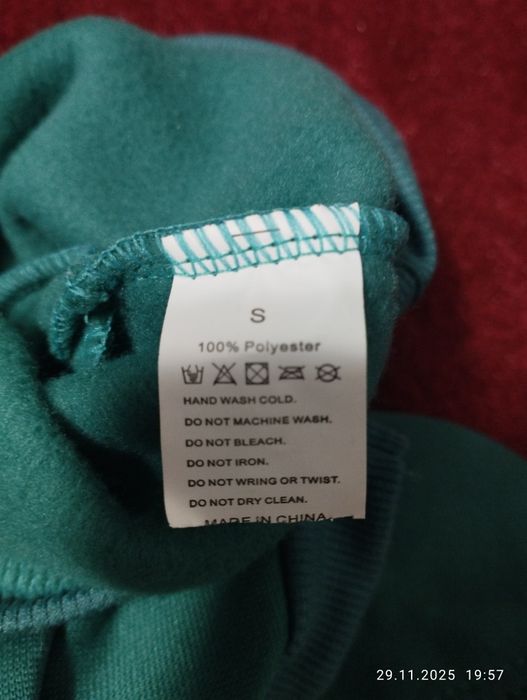 S
100% Polyester
HAND WASH COLD.
DO NOT MACHINE WASH.
DO NOT BLEACH.
DO NOT IRON.
DO NOT WRING OR TWIST.
DO NOT DRY CLEAN.
MADE IN CHINA.
29.11.2025 19:57